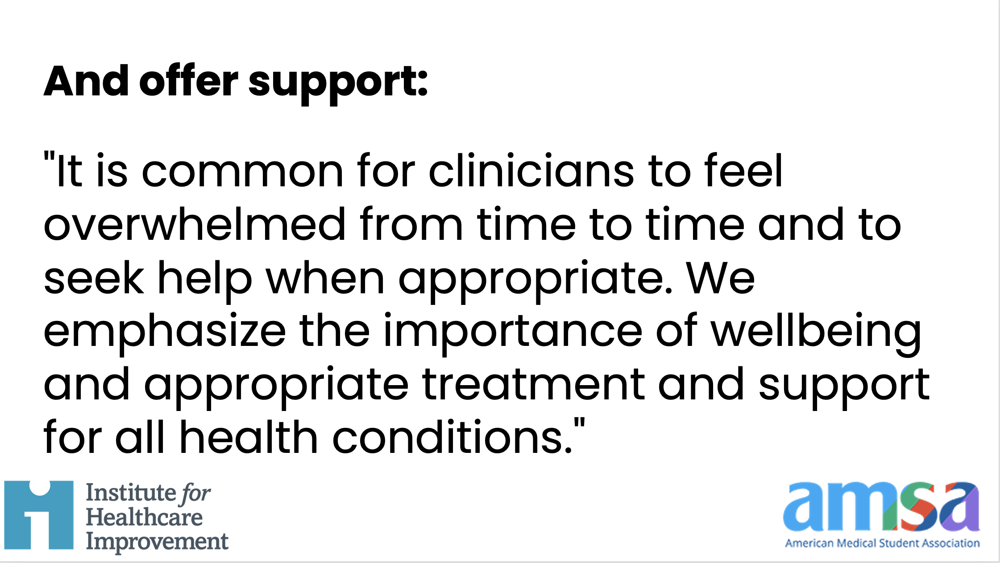 And offer support:
"It is common for clinicians to feel
overwhelmed from time to time and to
seek help when appropriate. We
emphasize the importance of wellbeing
and appropriate treatment and support
for all health conditions."
Institute for
Healthcare
Improvement
amsa
American Medical Student Association